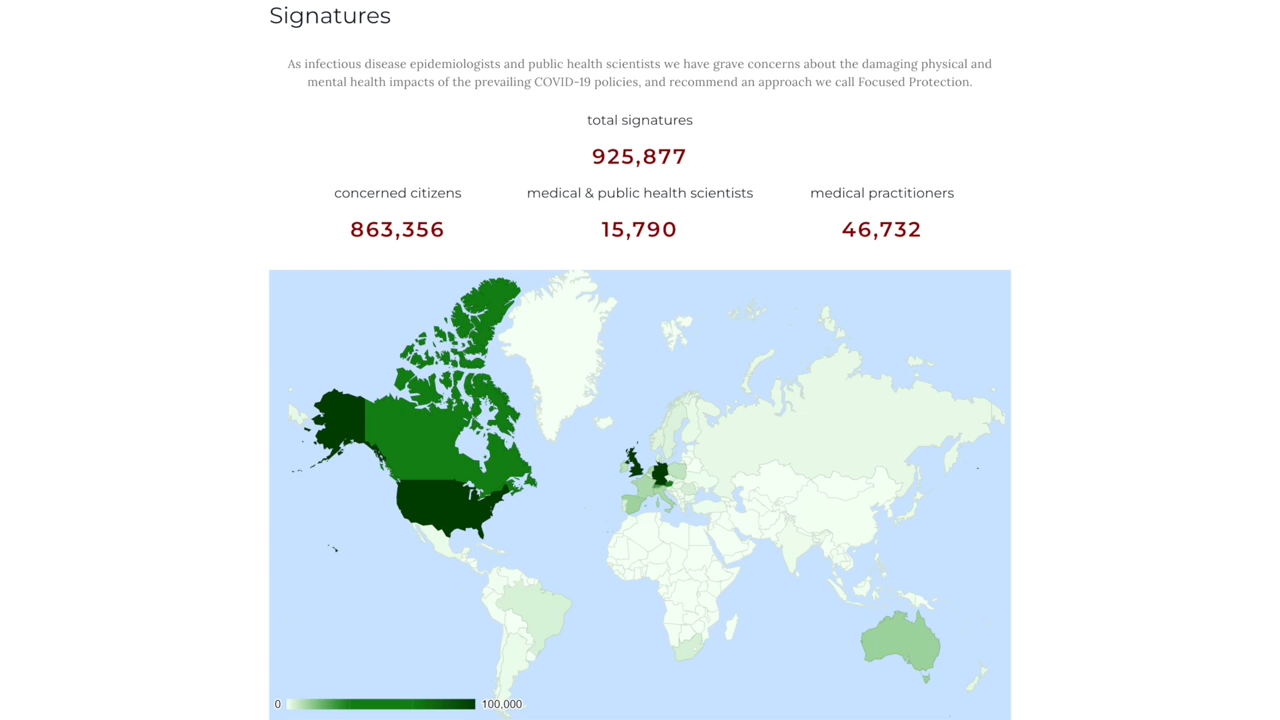 Signatures
As infectious disease epidemiologists and public health scientists we have grave concerns about the damaging physical and
mental health impacts of the prevailing COVID-19 policies, and recommend an approach we call Focused Protection.
total signatures
925,877
concerned citizens medical & public health scientists medical practitioners
863,356 15,790 46,732
0 100,000